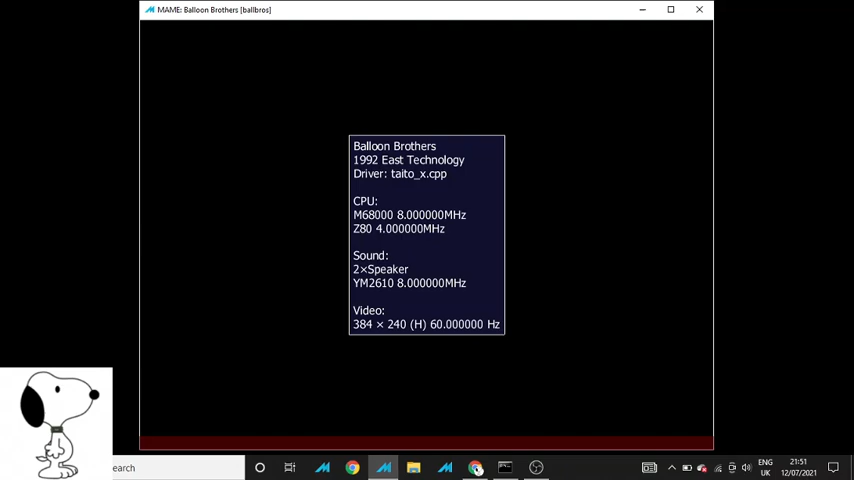 MAME: Balloon Brothers [ballbros]
Balloon Brothers
1992 East Technology
Driver: taito_x.cpp
CPU:
M68000 8.000000MHz
Z80 4.000000MHz
Sound:
2×Speaker
YM2610 8.000000MHz
Video:
384 × 240 (H) 60.000000 Hz
earch
ENG
UK
21:51
12/07/2021